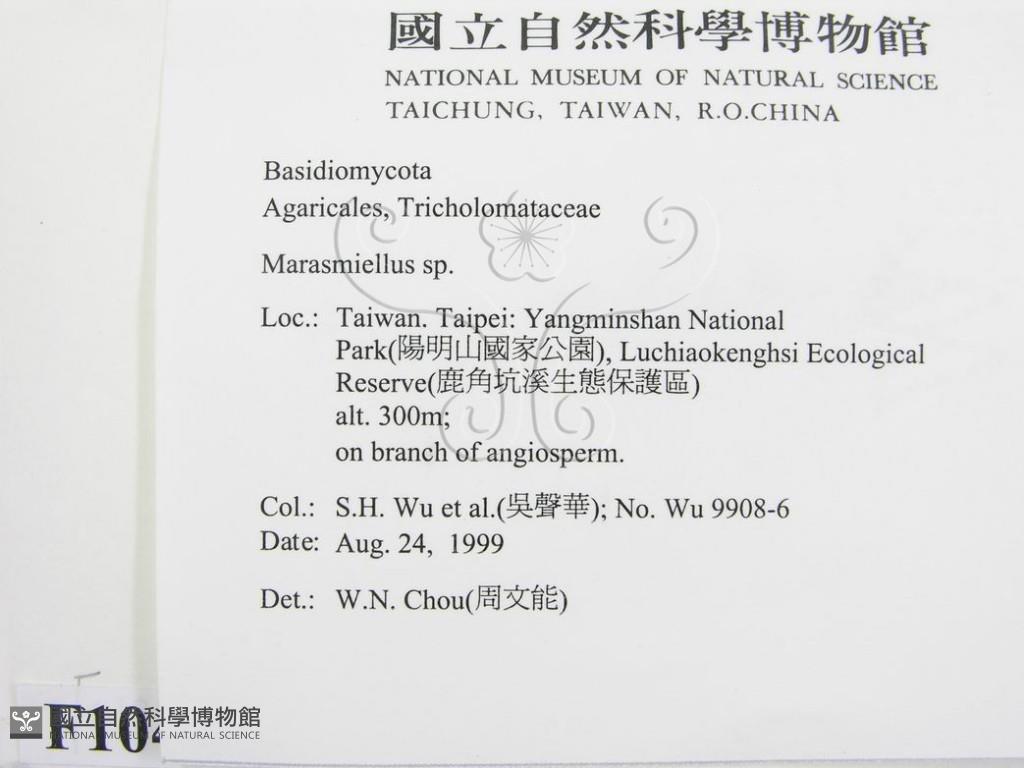 國立自然科學博物館
NATIONAL MUSEUM OF NATURAL SCIENCE
TAICHUNG, TAIWAN, R.O.CHINA
Basidiomycota
Agaricales, Tricholomataceae
Marasmiellus sp.
Loc.: Taiwan. Taipei: Yangminshan National
Park(陽明山國家公園), Luchiaokenghsi Ecological
Reserve(鹿角坑溪生態保護區)
alt. 300m;
on branch of angiosperm.
Col.: S.H. Wu et al.(吳聲華); No. Wu 9908-6
Date: Aug. 24, 1999
Det.: W.N. Chou(周文能)
國立自然科學博物館
NATIONAL MUSEUM OF NATURAL SCIENCE
F10